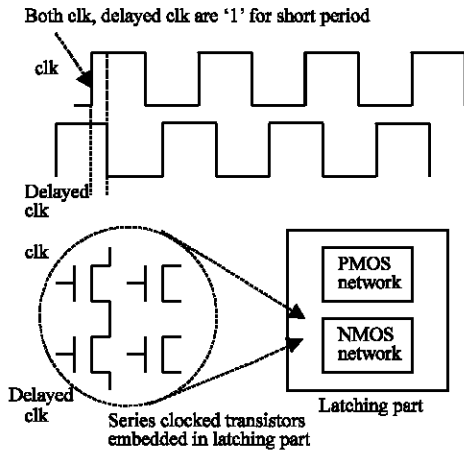 Both clk, delayed clk are ‘1’ for short period
clk
Delayed
clk
clk
Delayed
clk
PMOS
network
NMOS
network
Series clocked transistors
embedded in latching part
Latching part